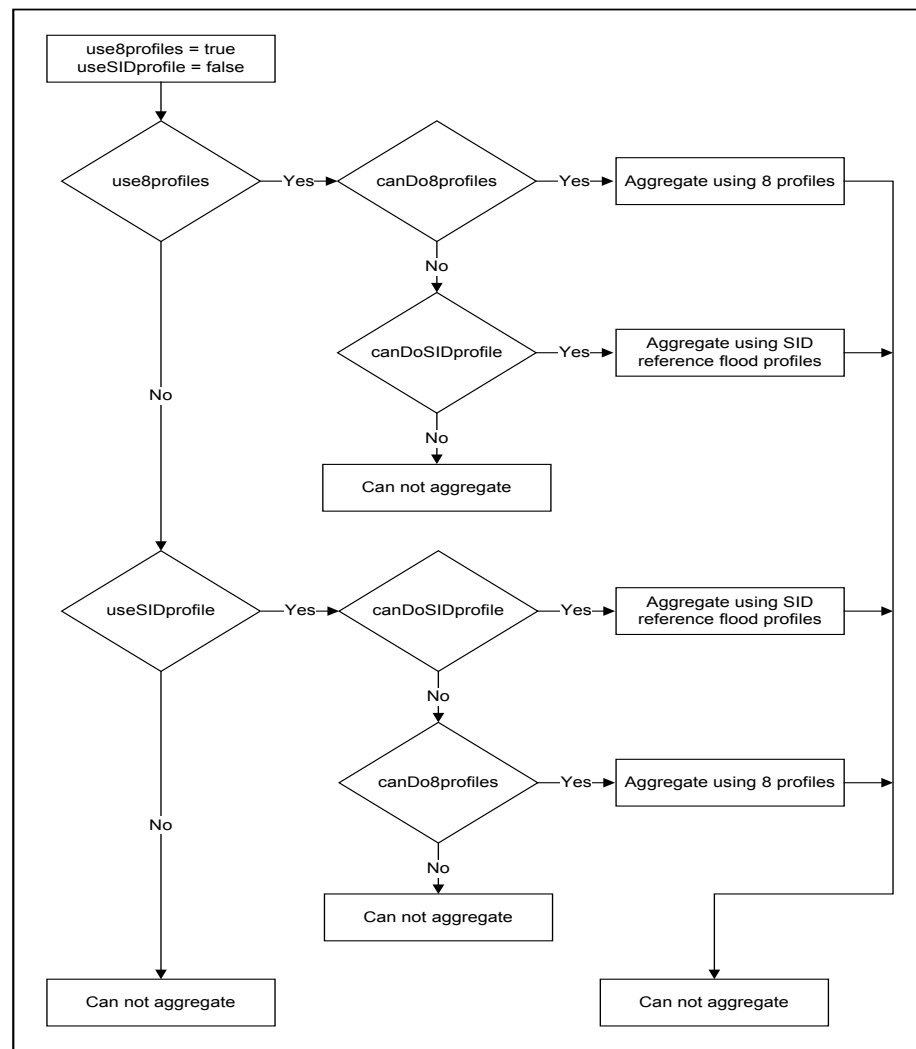 use8profiles = true
useSIDprofile = false
use8profiles
Yes
canDo8profiles
Yes
Aggregate using 8 profiles
No
canDoSIDprofile
Yes
Aggregate using SID
reference flood profiles
No
No
Can not aggregate
useSIDprofile
Yes
canDoSIDprofile
Yes
Aggregate using SID
reference flood profiles
No
canDo8profiles
Yes
Aggregate using 8 profiles
No
No
Can not aggregate
Can not aggregate
Can not aggregate